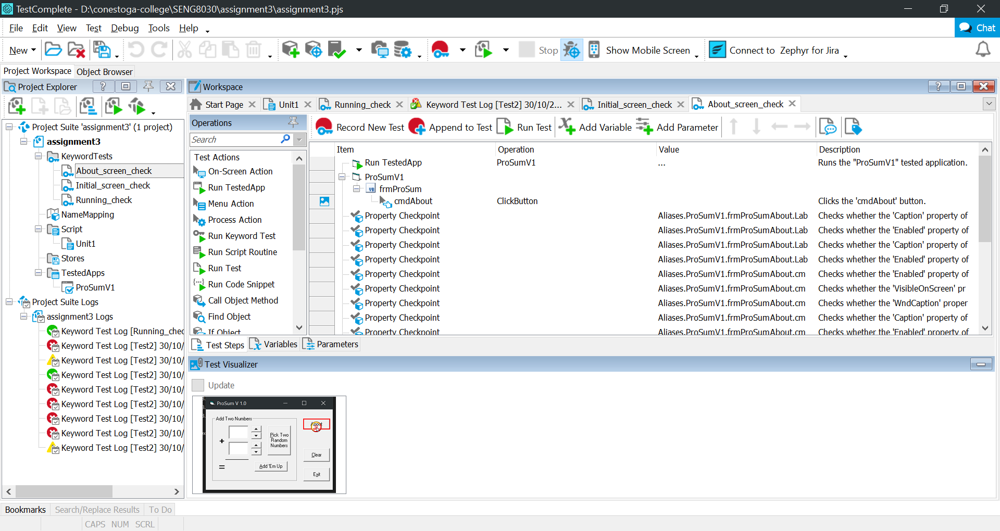 TestComplete - D:\conestoga-college\SENG8030\assignment3\assignment3.pjs
File Edit View Test Debug Tools Help
Chat
New
Stop
Show Mobile Screen
Connect to Zephyr for Jira
Project Workspace
Object Browser
Project Explorer
Project Suite 'assignment3' (1 project)
assignment3
KeywordTests
About_screen_check
Initial_screen_check
Running_check
NameMapping
Script
Unit1
Stores
TestedApps
ProSumV1
Project Suite Logs
assignment3 Logs
Keyword Test Log [Running_chec
Keyword Test Log [Test2] 30/10/
Keyword Test Log [Test2] 30/10/
Keyword Test Log [Test2] 30/10/
Keyword Test Log [Test2] 30/10/
Keyword Test Log [Test2] 30/10/
Keyword Test Log [Test2] 30/10/
Keyword Test Log [Test2] 30/10/
Keyword Test Log [Test2] 30/10/
Workspace
Start Page
Unit1
Running_check
Keyword Test Log [Test2] 30/10/2...
Initial_screen_check
About_screen_check
Operations
Search
Test Actions
On-Screen Action
Run TestedApp
Menu Action
Process Action
Run Keyword Test
Run Script Routine
Run Test
Run Code Snippet
Call Object Method
Find Object
If Object
Record New Test
Append to Test
Run Test
Add Variable
Add Parameter
Item Operation Value Description
Run TestedApp ProSumV1 ... Runs the "ProSumV1" tested application.
ProSumV1
frmProSum
cmdAbout ClickButton Clicks the 'cmdAbout' button.
Property Checkpoint Aliases.ProSumV1.frmProSumAbout.Lab Checks whether the 'Caption' property of
Property Checkpoint Aliases.ProSumV1.frmProSumAbout.Lab Checks whether the 'Enabled' property of
Property Checkpoint Aliases.ProSumV1.frmProSumAbout.Lab Checks whether the 'Caption' property of
Property Checkpoint Aliases.ProSumV1.frmProSumAbout.Lab Checks whether the 'Enabled' property of
Property Checkpoint Aliases.ProSumV1.frmProSumAbout.cm Checks whether the 'Enabled' property of
Property Checkpoint Aliases.ProSumV1.frmProSumAbout.cm Checks whether the 'VisibleOnScreen' pr
Property Checkpoint Aliases.ProSumV1.frmProSumAbout.cm Checks whether the 'WndCaption' proper
Property Checkpoint Aliases.ProSumV1.frmProSumAbout.cm Checks whether the 'Caption' property of
Property Checkpoint Aliases.ProSumV1.frmProSumAbout.cm Checks whether the 'Enabled' property of
Test Steps
Variables
Parameters
Test Visualizer
Update
ProSum V 1.0
Add Two Numbers
+
=
Pick Two
Random
Numbers
Add 'Em Up
Clear
Exit
Bookmarks
Search/Replace Results
To Do
CAPS NUM SCRL